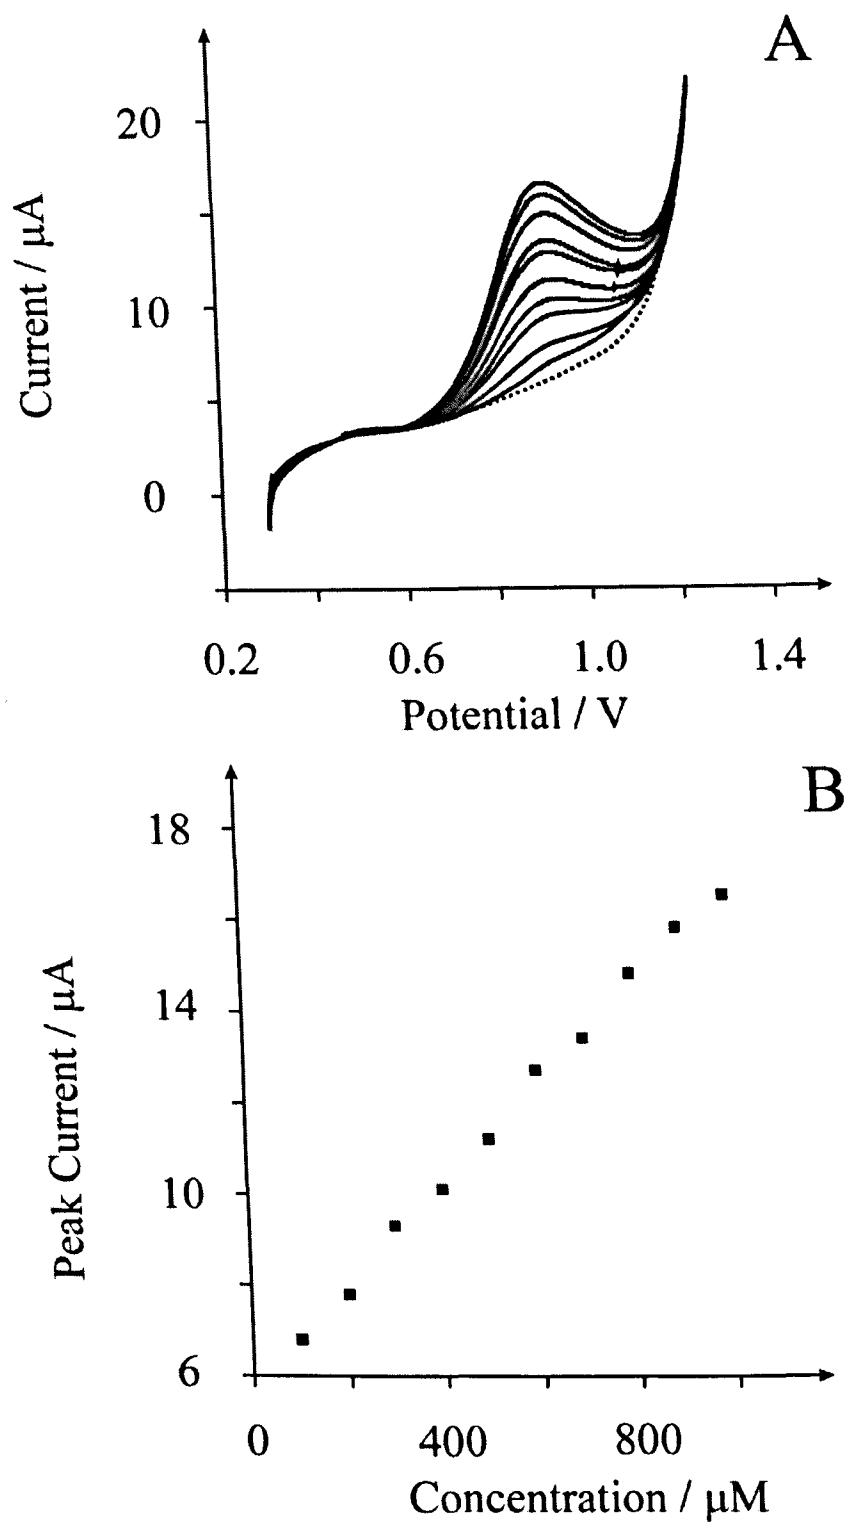 A
20
10
0
Current / μA
0.2 0.6 1.0 1.4
Potential / V
B
18
14
10
6
Peak Current / μA
0 400 800
Concentration / μM